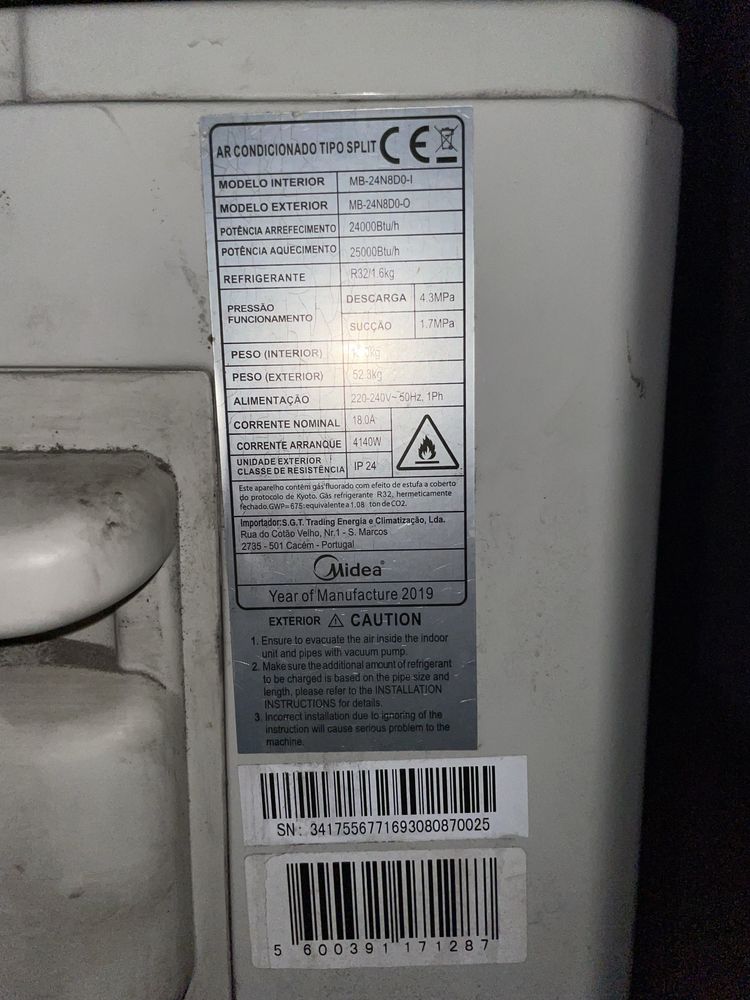 AR CONDICIONADO TIPO SPLIT CE
MODELO INTERIOR MB-24N8D0-I
MODELO EXTERIOR MB-24N8D0-O
POTÊNCIA ARREFECIMENTO 24000Btu/h
POTÊNCIA AQUECIMENTO 25000Btu/h
REFRIGERANTE R32/1.6kg
PRESSÃO FUNCIONAMENTO DESCARGA 4.3MPa
SUCÇÃO 1.7MPa
PESO (INTERIOR)
PESO (EXTERIOR) 52.3kg
ALIMENTAÇÃO 220-240V~50Hz, 1Ph
CORRENTE NOMINAL 18.0A
CORRENTE ARRANQUE 4140W
UNIDADE EXTERIOR
CLASSE DE RESISTÊNCIA IP 24
Este aparelho contém gás fluorado com efeito de estufa a coberto
do protocolo de Kyoto. Gás refrigerante R32, hermeticamente
fechado.GWP=675:equivalente a 1.08 ton de CO2.
Importador:S.G.T. Trading Energia e Climatização, Lda.
Rua do Cotão Velho, Nr.1 - S. Marcos
2735 - 501 Cacém - Portugal
Midea
Year of Manufacture 2019
EXTERIOR CAUTION
1. Ensure to evacuate the air inside the indoor
unit and pipes with vacuum pump.
2. Make sure the additional amount of refrigerant
to be charged is based on the pipe size and
length, please refer to the INSTALLATION
INSTRUCTIONS for details.
3. Incorrect installation due to ignoring of the
instruction will cause serious problem to the
machine.
SN: 3417556771693080870025
5 600391 171287